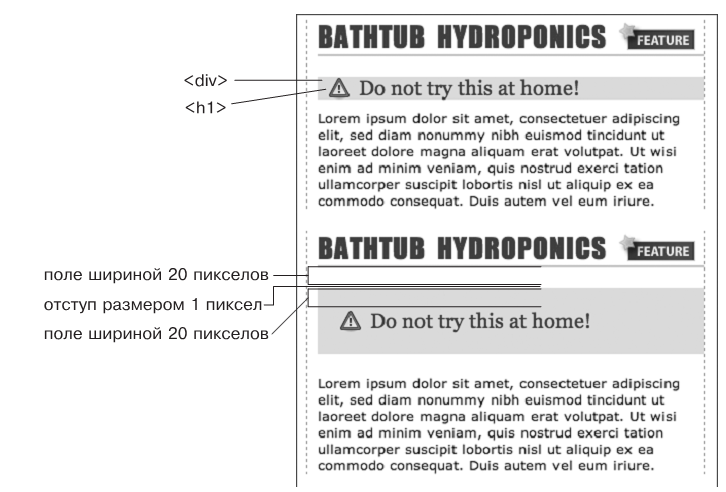 BATHTUB HYDROPONICS FEATURE
<div>
Do not try this at home!
<h1>
Lorem ipsum dolor sit amet, consectetuer adipiscing
elit, sed diam nonummy nibh euismod tincidunt ut
laoreet dolore magna aliquam erat volutpat. Ut wisi
enim ad minim veniam, quis nostrud exerci tation
ullamcorper suscipit lobortis nisl ut aliquip ex ea
commodo consequat. Duis autem vel eum iriure.
BATHTUB HYDROPONICS FEATURE
поле шириной 20 пикселов
отступ размером 1 пиксел
поле шириной 20 пикселов
Do not try this at home!
Lorem ipsum dolor sit amet, consectetuer adipiscing
elit, sed diam nonummy nibh euismod tincidunt ut
laoreet dolore magna aliquam erat volutpat. Ut wisi
enim ad minim veniam, quis nostrud exerci tation
ullamcorper suscipit lobortis nisl ut aliquip ex ea
commodo consequat. Duis autem vel eum iriure.